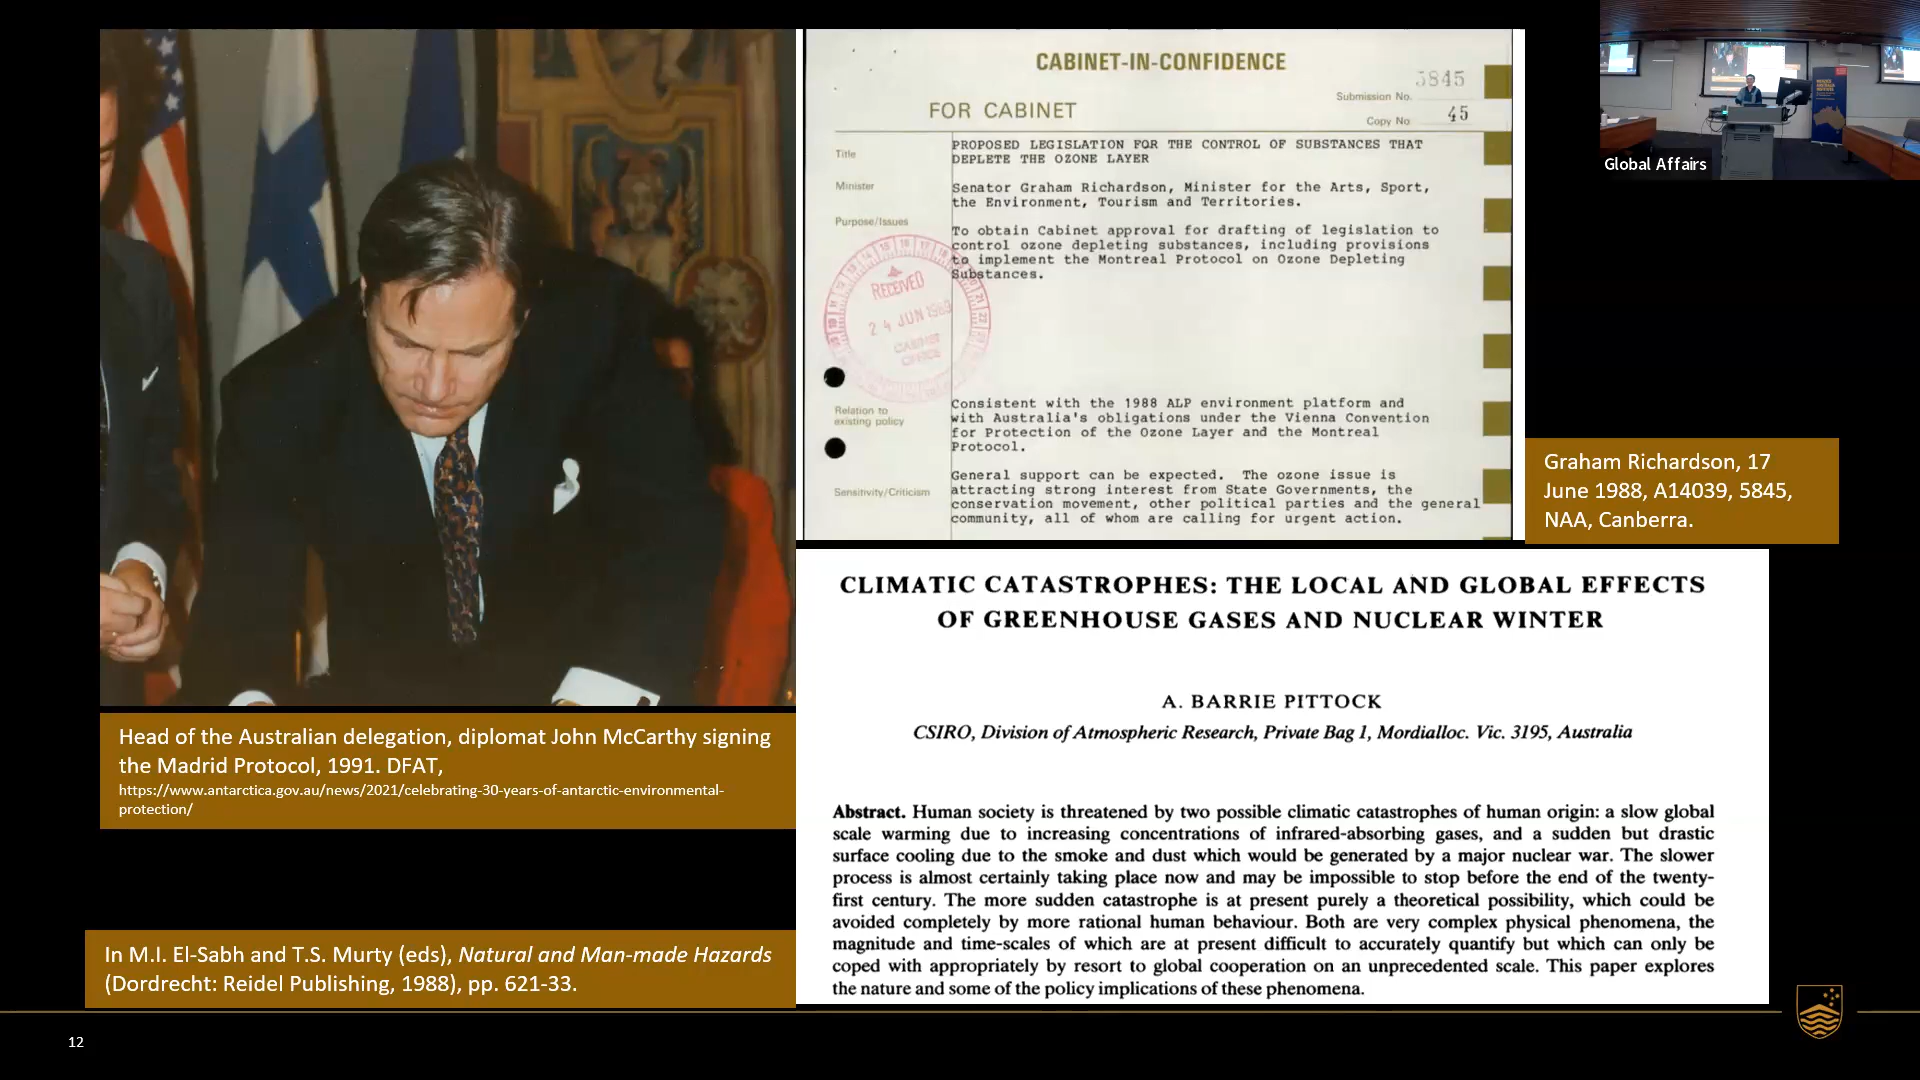 CABINET-IN-CONFIDENCE
5845
Submission No.
FOR CABINET
45
Copy No
Title
PROPOSED LEGISLATION FOR THE CONTROL OF SUBSTANCES THAT
DEPLETE THE OZONE LAYER
Minister
Senator Graham Richardson, Minister for the Arts, Sport,
the Environment, Tourism and Territories.
Purpose/Issues
To obtain Cabinet approval for drafting of legislation to
control ozone depleting substances, including provisions
to implement the Montreal Protocol on Ozone Depleting
Substances.
RECEIVED
24 JUN 1988
CABINET
OFFICE
Relation to
existing policy
Consistent with the 1988 ALP environment platform and
with Australia's obligations under the Vienna Convention
for Protection of the Ozone Layer and the Montreal
Protocol.
Sensitivity/Criticism
General support can be expected. The ozone issue is
attracting strong interest from State Governments, the
conservation movement, other political parties and the general
community, all of whom are calling for urgent action.
Global Affairs
Graham Richardson, 17
June 1988, A14039, 5845,
NAA, Canberra.
Head of the Australian delegation, diplomat John McCarthy signing
the Madrid Protocol, 1991. DFAT,
https://www.antarctica.gov.au/news/2021/celebrating-30-years-of-antarctic-environmental-
protection/
CLIMATIC CATASTROPHES: THE LOCAL AND GLOBAL EFFECTS
OF GREENHOUSE GASES AND NUCLEAR WINTER
A. BARRIE PITTOCK
CSIRO, Division of Atmospheric Research, Private Bag 1, Mordialloc. Vic. 3195, Australia
Abstract. Human society is threatened by two possible climatic catastrophes of human origin: a slow global
scale warming due to increasing concentrations of infrared-absorbing gases, and a sudden but drastic
surface cooling due to the smoke and dust which would be generated by a major nuclear war. The slower
process is almost certainly taking place now and may be impossible to stop before the end of the twenty-
first century. The more sudden catastrophe is at present purely a theoretical possibility, which could be
avoided completely by more rational human behaviour. Both are very complex physical phenomena, the
magnitude and time-scales of which are at present difficult to accurately quantify but which can only be
coped with appropriately by resort to global cooperation on an unprecedented scale. This paper explores
the nature and some of the policy implications of these phenomena.
In M.I. El-Sabh and T.S. Murty (eds), Natural and Man-made Hazards
(Dordrecht: Reidel Publishing, 1988), pp. 621-33.
12